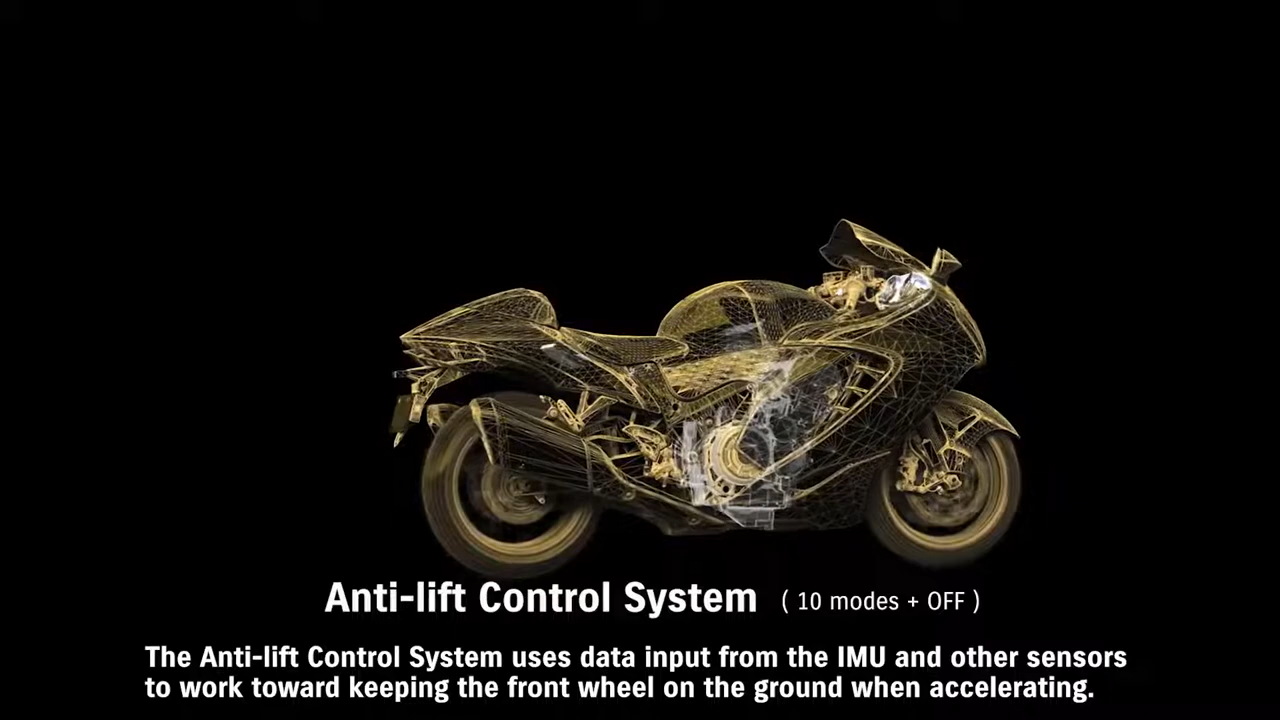 Anti-lift Control System ( 10 modes + OFF )
The Anti-lift Control System uses data input from the IMU and other sensors
to work toward keeping the front wheel on the ground when accelerating.